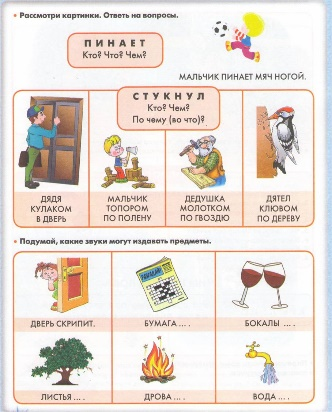 • Рассмотри картинки. Ответь на вопросы.
ПИНАЕТ
Кто? Что? Чем?
МАЛЬЧИК ПИНАЕТ МЯЧ НОГОЙ.
СТУКНУЛ
Кто? Чем?
По чему (во что)?
ДЯДЯ
КУЛАКОМ
В ДВЕРЬ
МАЛЬЧИК
ТОПОРОМ
ПО ПОЛЕНУ
ДЕДУШКА
МОЛОТКОМ
ПО ГВОЗДЮ
ДЯТЕЛ
КЛЮВОМ
ПО ДЕРЕВУ
• Подумай, какие звуки могут издавать предметы.
ДВЕРЬ СКРИПИТ.
БУМАГА ... .
БОКАЛЫ ... .
ЛИСТЬЯ ... .
ДРОВА ... .
ВОДА ... .